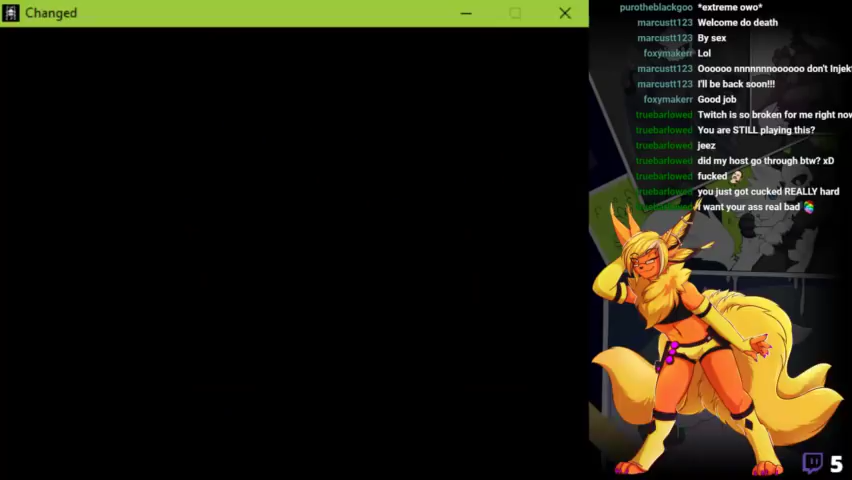 Changed
purotheblackgoo *extreme owo*
marcustt123 Welcome do death
marcustt123 By sex
foxymakerr Lol
marcustt123 Oooooo nnnnnnnoooooo don't Injek
marcustt123 I'll be back soon!!!
foxymakerr Good job
truebarlowed Twitch is so broken for me right now
truebarlowed You are STILL playing this?
truebarlowed jeez
truebarlowed did my host go through btw? xD
truebarlowed fucked
truebarlowed you just got cucked REALLY hard
truebarlowed I want your ass real bad
5